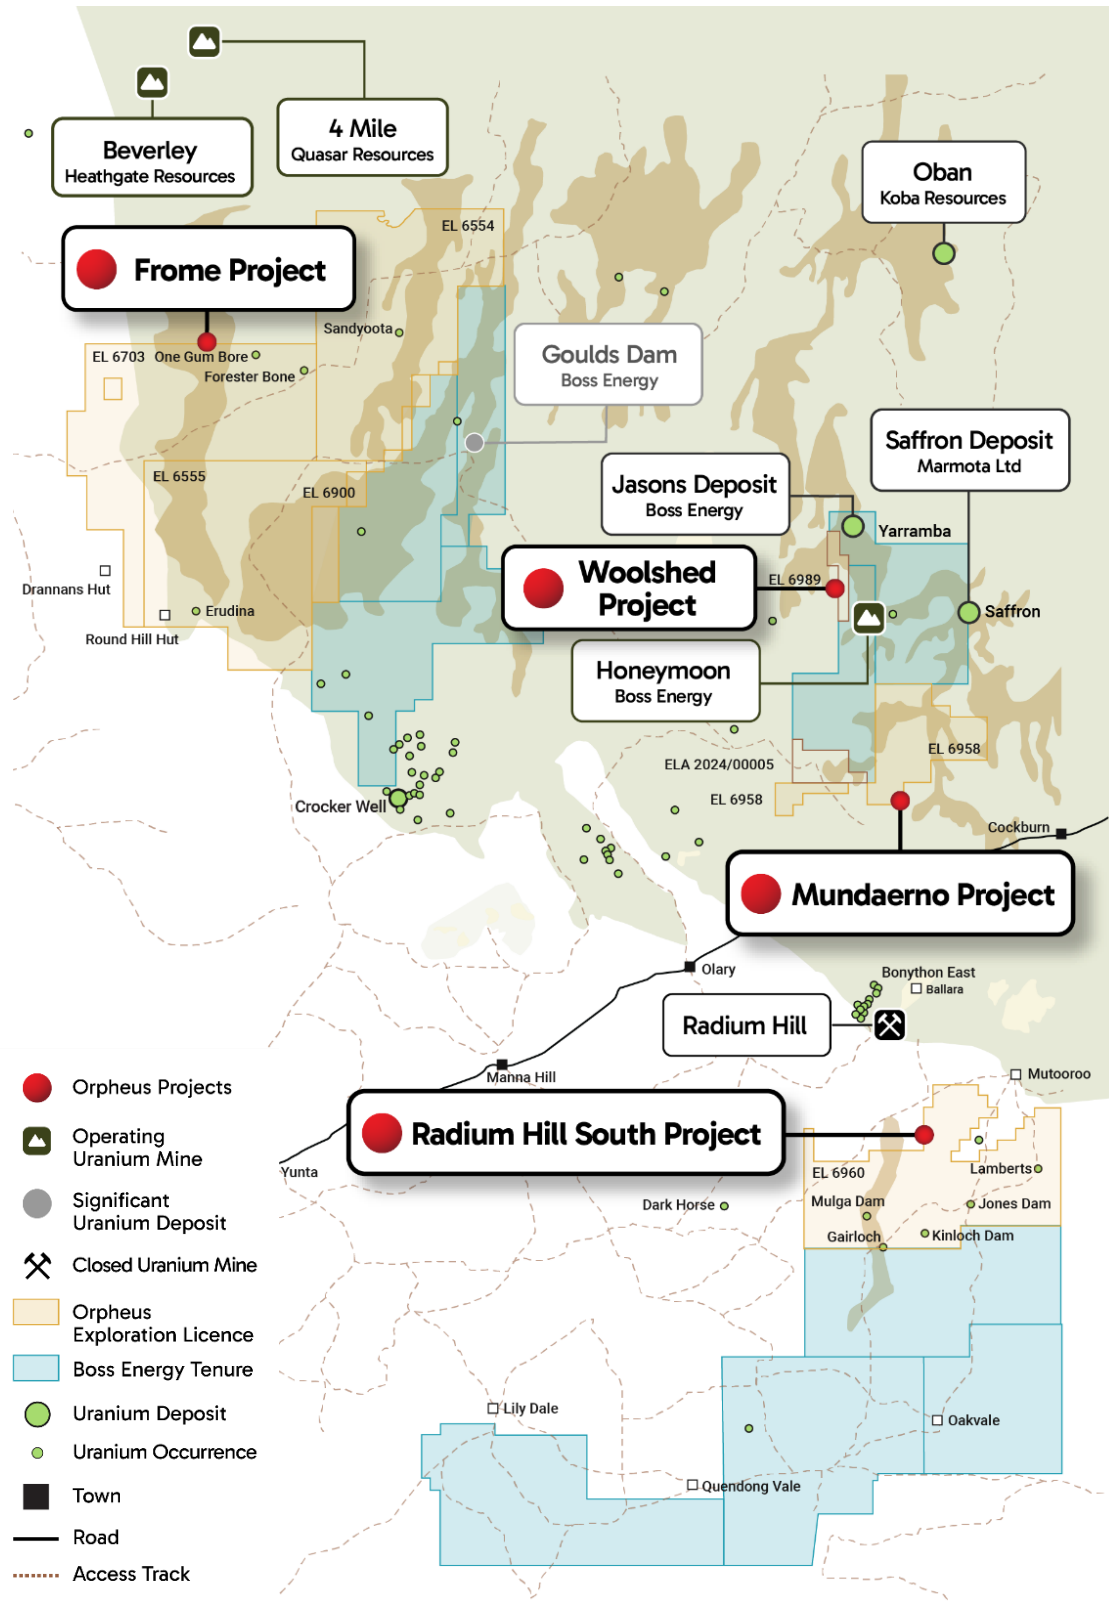 4 Mile
Quasar Resources
Beverley
Heathgate Resources
Oban
Koba Resources
EL 6554
Frome Project
Sandyoota
EL 6703
One Gum Bore
Forester Bone
Goulds Dam
Boss Energy
Saffron Deposit
Marmota Ltd
EL 6555
EL 6900
Jasons Deposit
Boss Energy
Yarramba
Drannans Hut
Woolshed
Project
EL 6989
Erudina
Round Hill Hut
Saffron
Honeymoon
Boss Energy
EL 6958
ELA 2024/00005
EL 6958
Crocker Well
Cockburn
Mundaerno Project
Olary
Bonython East
Ballara
Radium Hill
Manna Hill
Mutooroo
Radium Hill South Project
Yunta
EL 6960
Lamberts
Mulga Dam
Jones Dam
Dark Horse
Gairloch
Kinloch Dam
Lily Dale
Oakvale
Quendong Vale
Orpheus Projects
Operating
Uranium Mine
Significant
Uranium Deposit
Closed Uranium Mine
Orpheus
Exploration Licence
Boss Energy Tenure
Uranium Deposit
Uranium Occurrence
Town
Road
Access Track